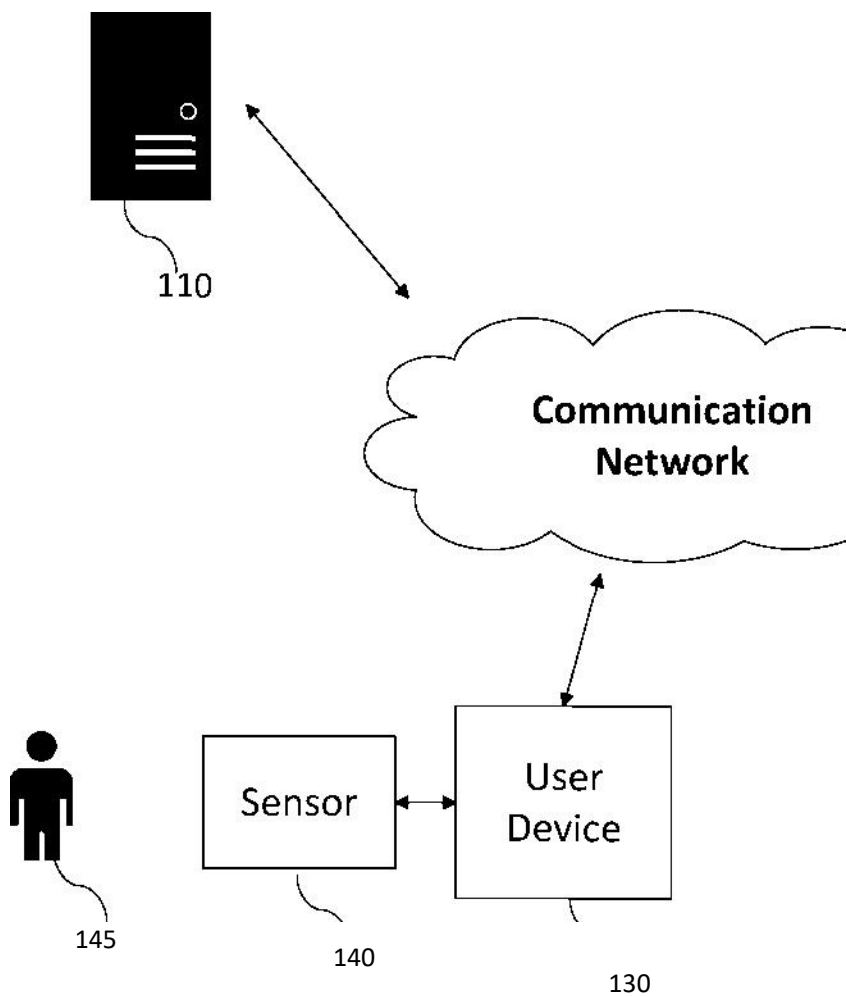 110
Communication
Network
Sensor
User
Device
145
140
130